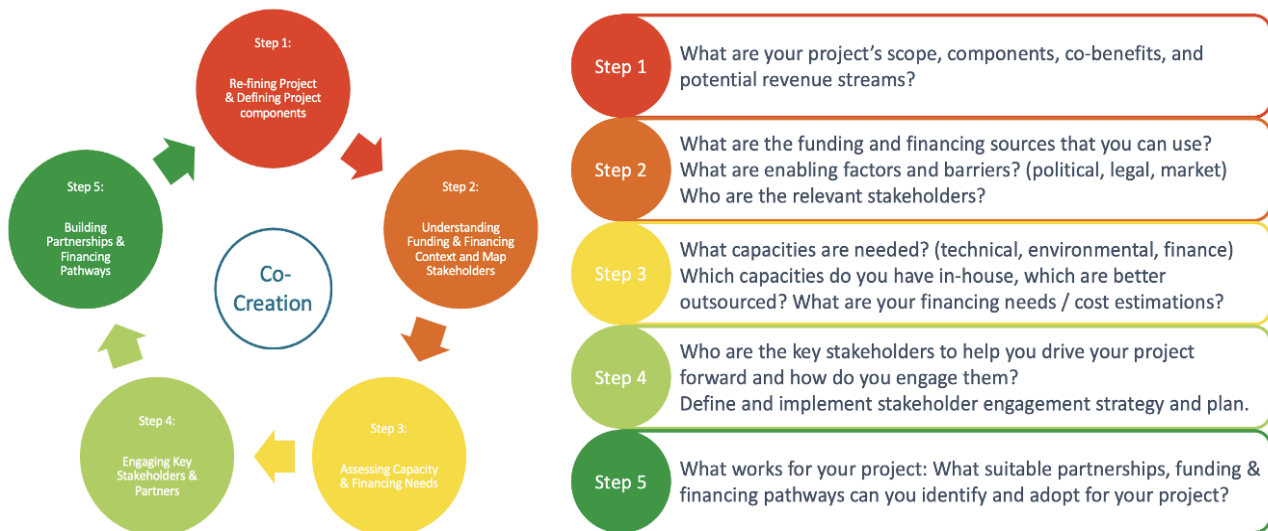 Step 1:
Re-fining Project
& Defining Project
components
Step 2:
Understanding
Funding & Financing
Context and Map
Stakeholders
Step 3:
Assessing Capacity
& Financing Needs
Step 4:
Engaging Key
Stakeholders &
Partners
Step 5:
Building
Partnerships &
Financing
Pathways
Co-
Creation
Step 1
What are your project’s scope, components, co-benefits, and
potential revenue streams?
Step 2
What are the funding and financing sources that you can use?
What are enabling factors and barriers? (political, legal, market)
Who are the relevant stakeholders?
Step 3
What capacities are needed? (technical, environmental, finance)
Which capacities do you have in-house, which are better
outsourced? What are your financing needs / cost estimations?
Step 4
Who are the key stakeholders to help you drive your project
forward and how do you engage them?
Define and implement stakeholder engagement strategy and plan.
Step 5
What works for your project: What suitable partnerships, funding &
financing pathways can you identify and adopt for your project?